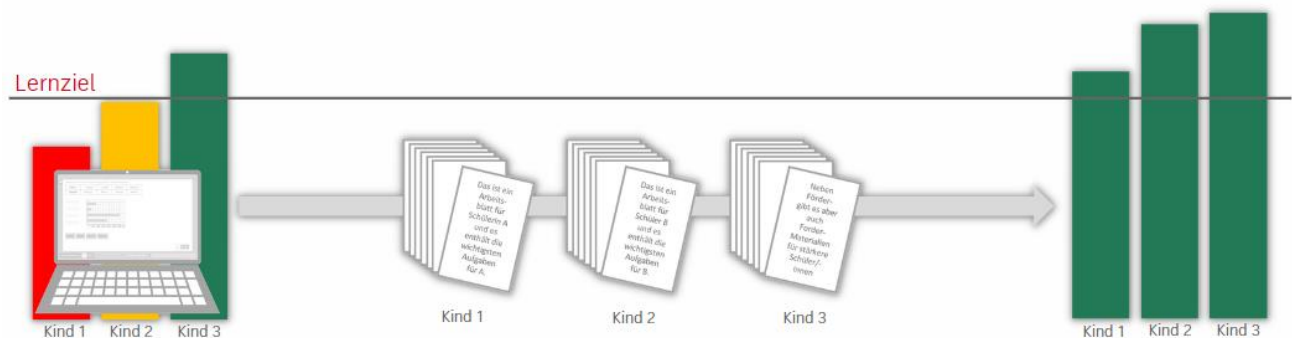 Lernziel
Das ist ein
Arbeits-
blatt für
Schülerin A
und es
enthält die
wichtigsten
Aufgaben
für A.
Das ist ein
Arbeits-
blatt für
Schüler B
und es
enthält die
wichtigsten
Aufgaben
für B.
Neben
Förder-
gibt es aber
auch
Forder-
Materialien
für stärkere
Schüler/-
innen
Kind 1
Kind 2
Kind 3
Kind 1
Kind 2
Kind 3
Kind 1
Kind 2
Kind 3